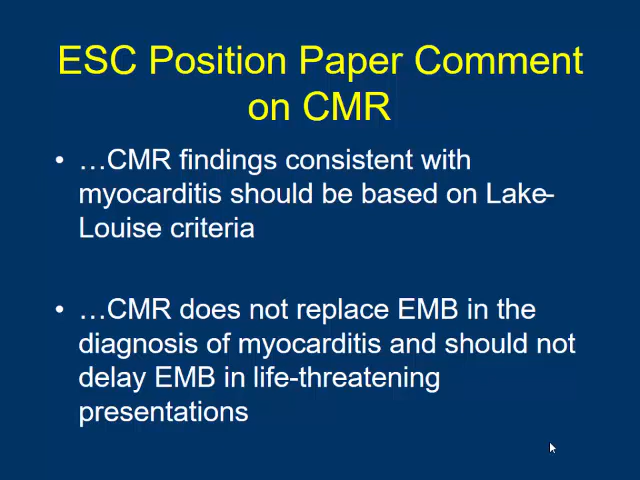 ESC Position Paper Comment
on CMR
• …CMR findings consistent with
myocarditis should be based on Lake-
Louise criteria
• …CMR does not replace EMB in the
diagnosis of myocarditis and should not
delay EMB in life-threatening
presentations